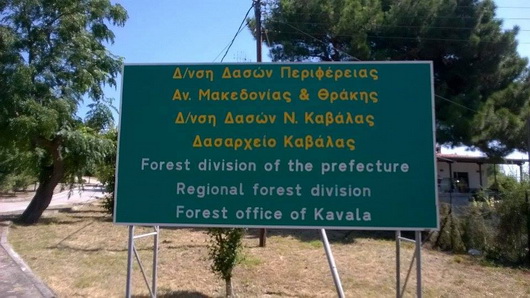 Δ/νση Δασών Περιφέρειας
Αν. Μακεδονίας & Θράκης
Δ/νση Δασών Ν. Καβάλας
Δασαρχείο Καβάλας
Forest division of the prefecture
Regional forest division
Forest office of Kavala